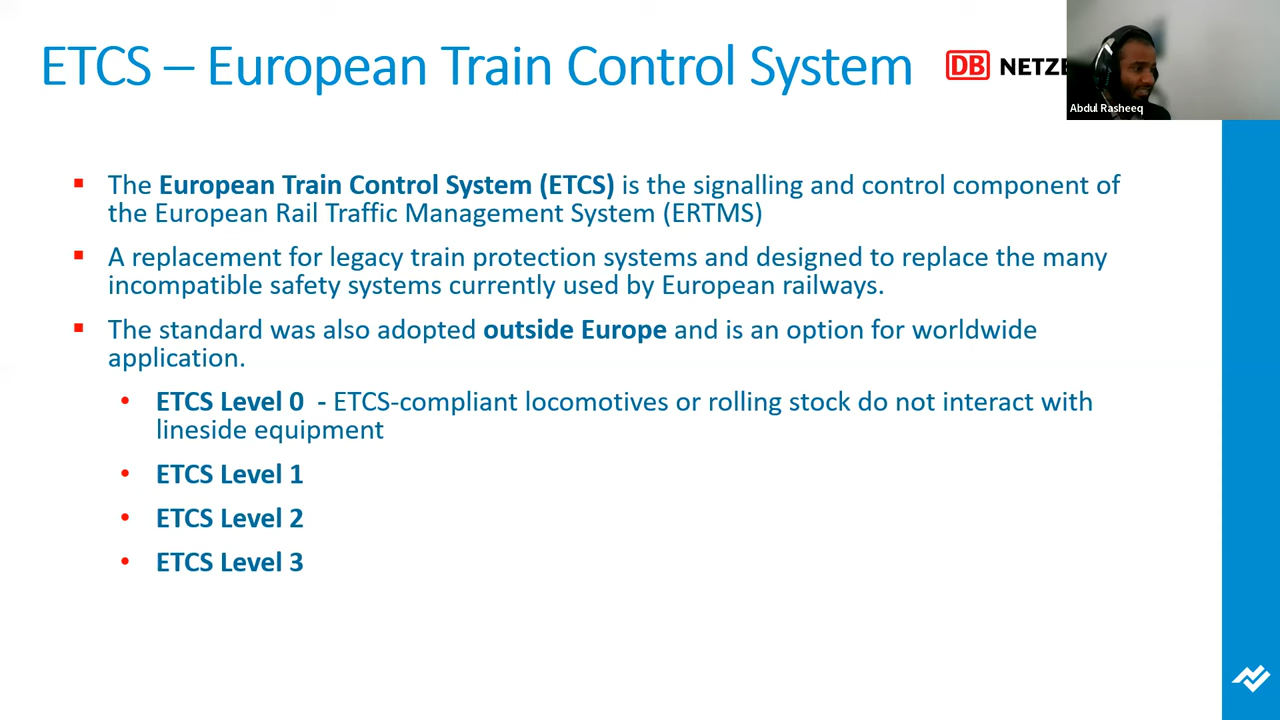 ETCS – European Train Control System
DB NETZE
Abdul Rasheeq
The European Train Control System (ETCS) is the signalling and control component of
the European Rail Traffic Management System (ERTMS)
A replacement for legacy train protection systems and designed to replace the many
incompatible safety systems currently used by European railways.
The standard was also adopted outside Europe and is an option for worldwide
application.
ETCS Level 0 - ETCS-compliant locomotives or rolling stock do not interact with
lineside equipment
ETCS Level 1
ETCS Level 2
ETCS Level 3